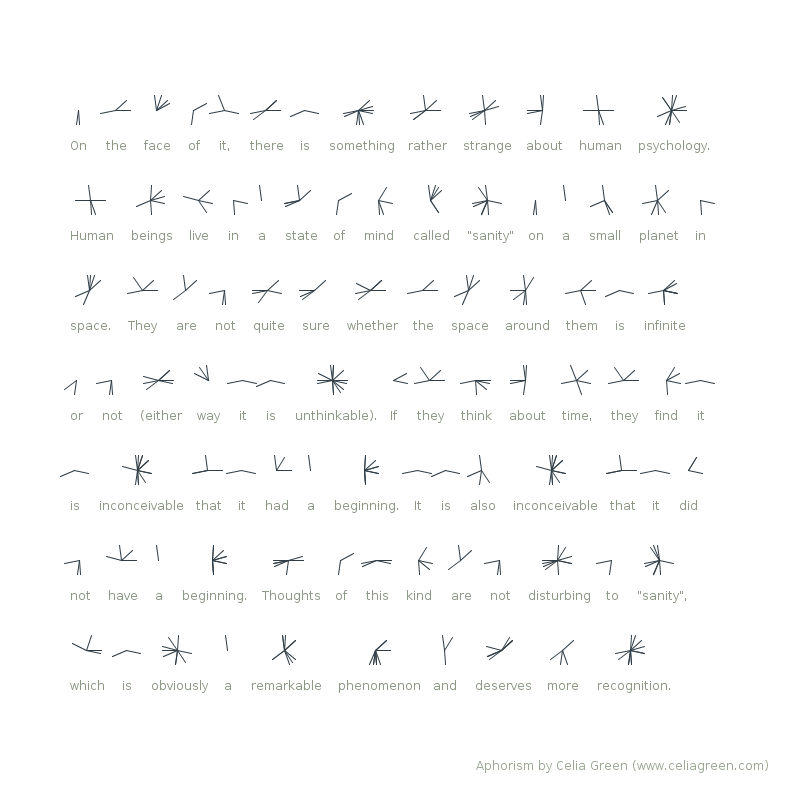 On the face of it, there is something rather strange about human psychology.
Human beings live in a state of mind called "sanity" on a small planet in
space. They are not quite sure whether the space around them is infinite
or not (either way it is unthinkable). If they think about time, they find it
is inconceivable that it had a beginning. It is also inconceivable that it did
not have a beginning. Thoughts of this kind are not disturbing to "sanity",
which is obviously a remarkable phenomenon and deserves more recognition.
Aphorism by Celia Green (www.celiagreen.com)